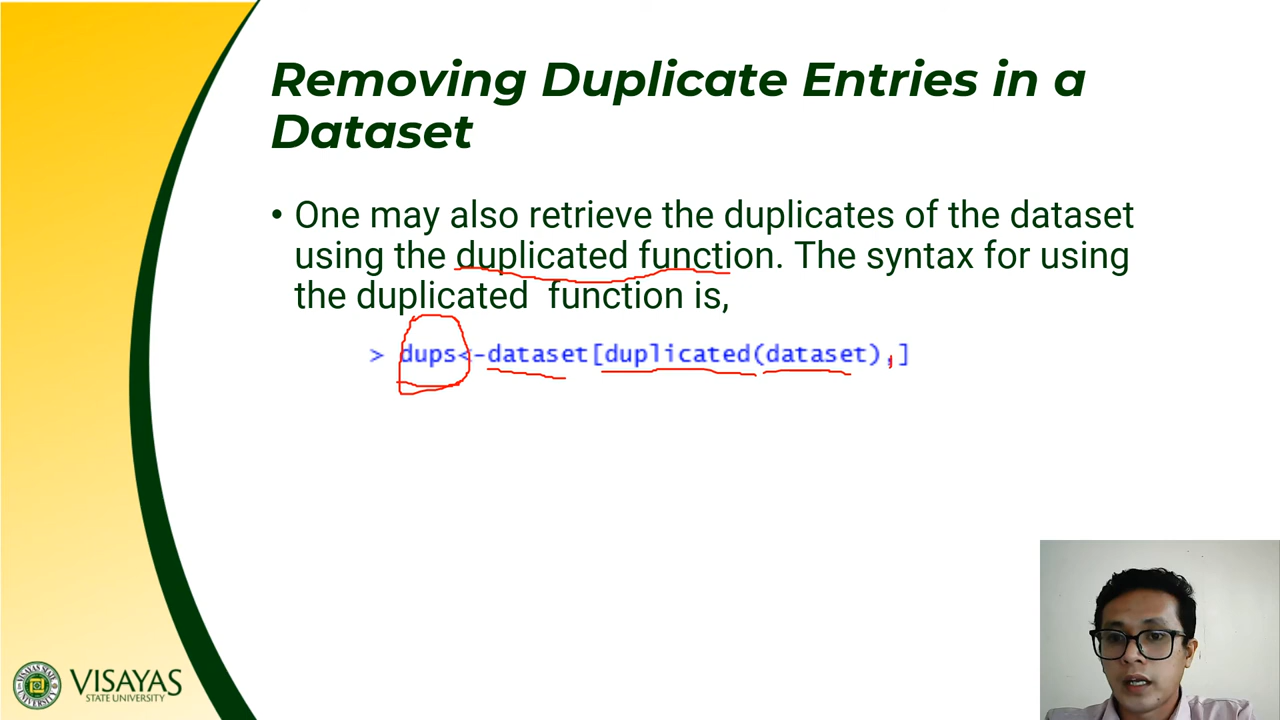 Removing Duplicate Entries in a
Dataset
• One may also retrieve the duplicates of the dataset
using the duplicated function. The syntax for using
the duplicated  function is,
> dups<-dataset[duplicated(dataset),]
VISAYAS
STATE UNIVERSITY